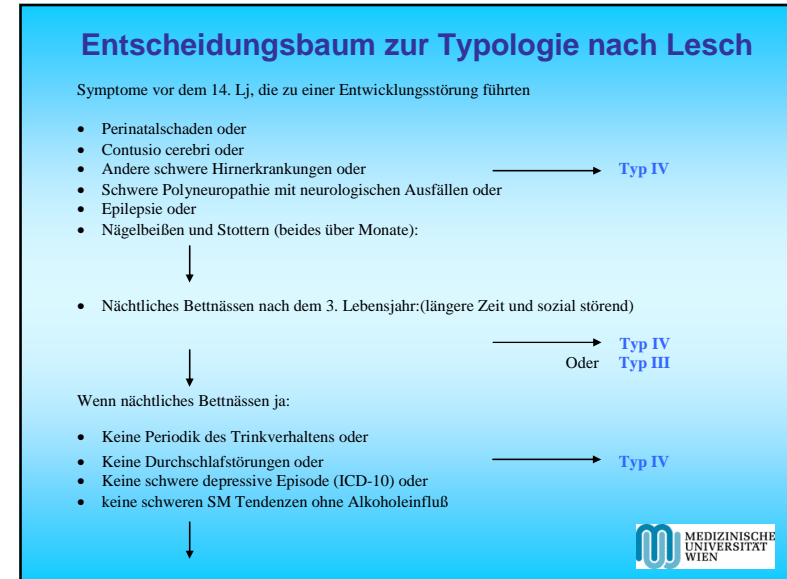 Entscheidungsbaum zur Typologie nach Lesch
Symptome vor dem 14. Lj, die zu einer Entwicklungsstörung führten
• Perinatalschaden oder
• Contusio cerebri oder
• Andere schwere Hirnerkrankungen oder Typ IV
• Schwere Polyneuropathie mit neurologischen Ausfällen oder
• Epilepsie oder
• Nägelbeißen und Stottern (beides über Monate):
• Nächtliches Bettnässen nach dem 3. Lebensjahr:(längere Zeit und sozial störend)
Typ IV
Oder Typ III
Wenn nächtliches Bettnässen ja:
• Keine Periodik des Trinkverhaltens oder
• Keine Durchschlafstörungen oder Typ IV
• Keine schwere depressive Episode (ICD-10) oder
• keine schweren SM Tendenzen ohne Alkoholeinfluß
MEDIZINISCHE
UNIVERSITÄT
WIEN